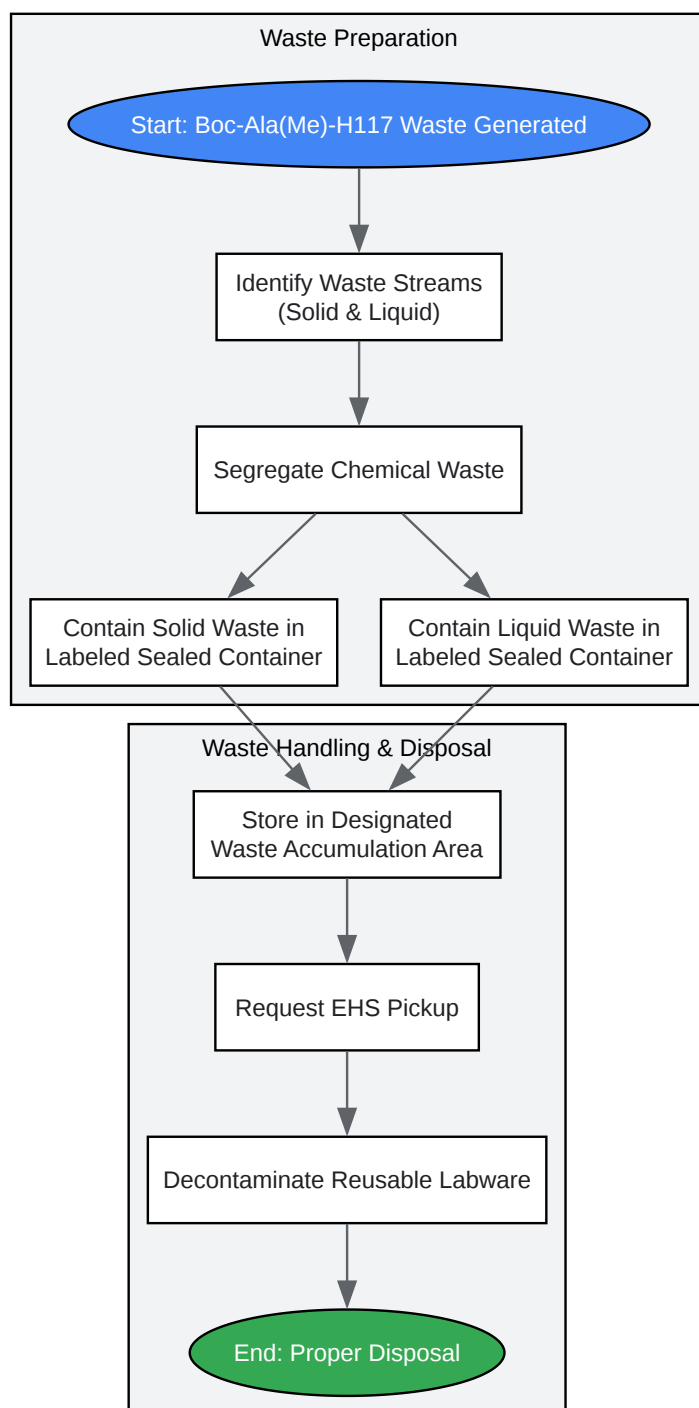 Waste Preparation
Start: Boc-Ala(Me)-H117 Waste Generated
Identify Waste Streams
(Solid & Liquid)
Segregate Chemical Waste
Contain Solid Waste in
Labeled Sealed Container
Contain Liquid Waste in
Labeled Sealed Container
Waste Handling & Disposal
Store in Designated
Waste Accumulation Area
Request EHS Pickup
Decontaminate Reusable Labware
End: Proper Disposal